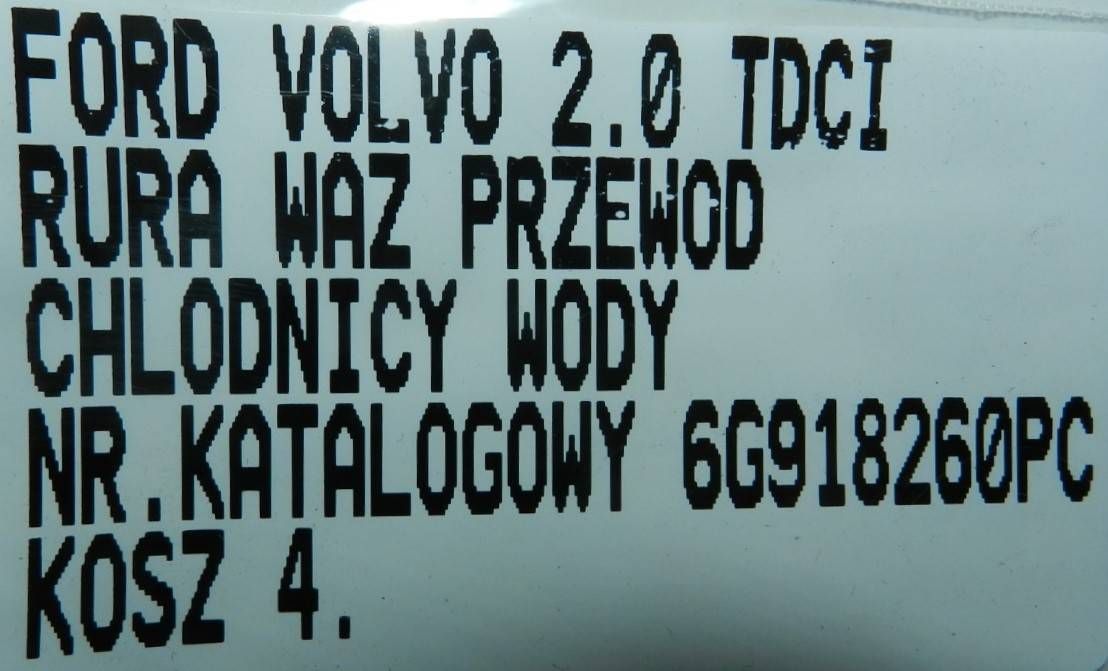 FORD VOLVO 2.0 TDCI
RURA WAZ PRZEWOD
CHLODNICY WODY
NR.KATALOGOWY 6G918260PC
KOSZ 4.